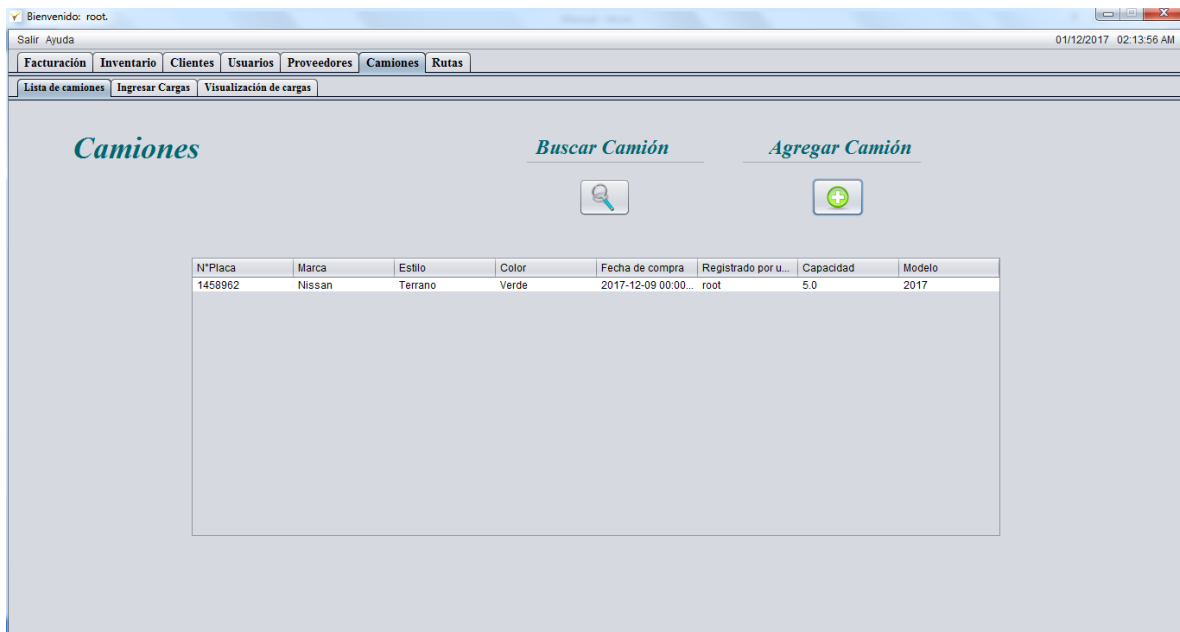 Bienvenido: root.
Salir Ayuda 01/12/2017 02:13:56 AM
Facturación Inventario Clientes Usuarios Proveedores Camiones Rutas
Lista de camiones Ingresar Cargas Visualización de cargas
Camiones Buscar Camión Agregar Camión
N°Placa Marca Estilo Color Fecha de compra Registrado por u... Capacidad Modelo
1458962 Nissan Terrano Verde 2017-12-09 00:00... root 5.0 2017